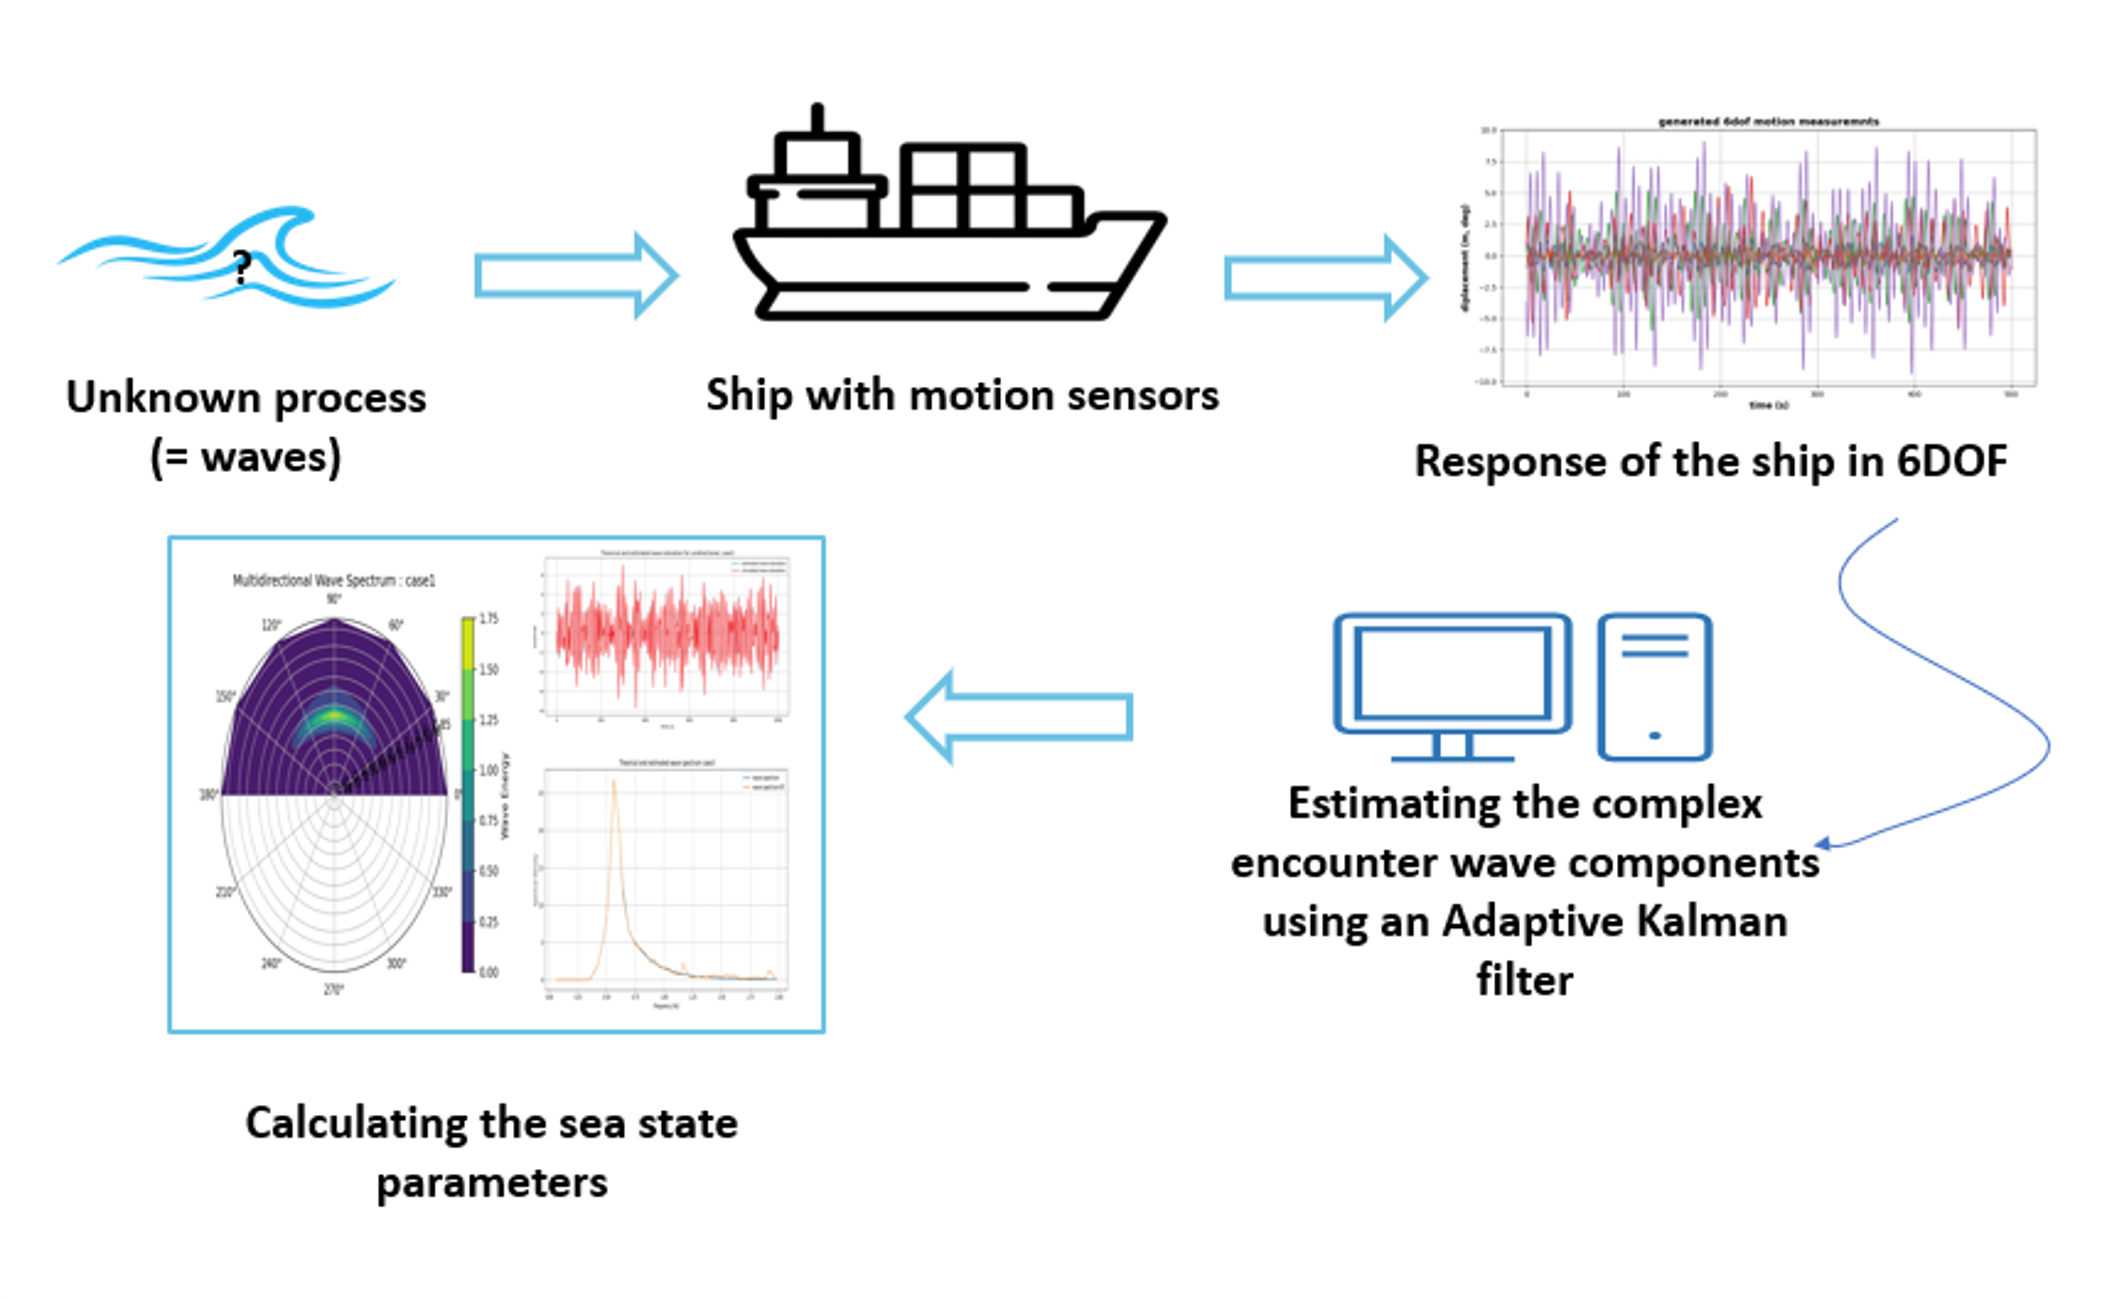 ?
Unknown process
(= waves)
Ship with motion sensors
generated 6dof motion measuremnts
diplacement (m, deg)
10.0
7.5
5.0
2.5
0.0
−2.5
−5.0
−7.5
−10.0
0
100
200
300
400
500
time (s)
Response of the ship in 6DOF
Multidirectional Wave Spectrum : case1
90°
120°
60°
150°
30°
180°
0°
210°
330°
240°
300°
270°
1.75
1.50
1.25
1.00
0.75
0.50
0.25
0.00
Wave Energy
Estimating the complex
encounter wave components
using an Adaptive Kalman
filter
Calculating the sea state
parameters